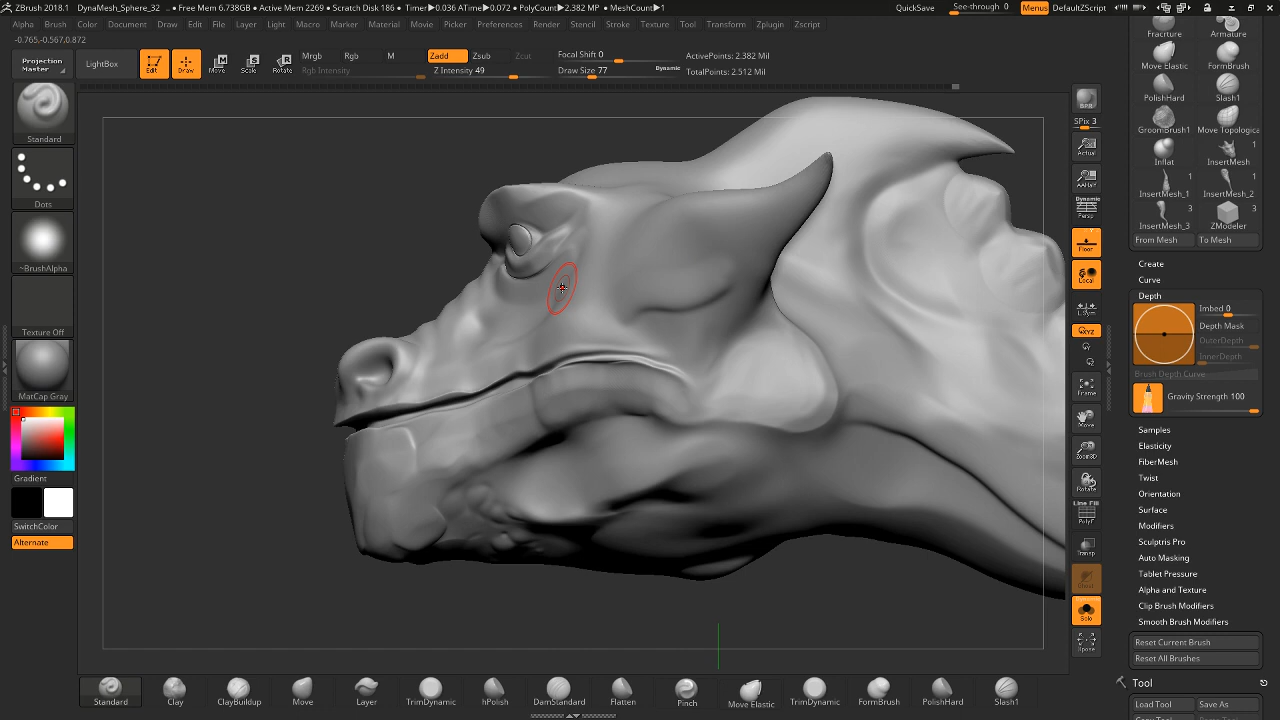 ZBrush 2018.1 DynaMesh_Sphere_32 .. • Free Mem 6.738GB • Active Mem 2269 • Scratch Disk 186 • Timer▶0.036 ATime▶0.072 • PolyCount▶2.382 MP • MeshCount▶1 QuickSave See-through 0 Menus DefaultZScript
Alpha Brush Color Document Draw Edit File Layer Light Macro Marker Material Movie Picker Preferences Render Stencil Stroke Texture Tool Transform Zplugin Zscript
-0.765,-0.567,0.872
Projection Master
LightBox
Edit
Draw
Move
Scale
Rotate
Mrgb Rgb M
Rgb Intensity
Zadd Zsub Zcut
Z Intensity 49
Focal Shift 0
Draw Size 77
Dynamic
ActivePoints: 2.382 Mil
TotalPoints: 2.512 Mil
Standard
Dots
~BrushAlpha
Texture Off
MatCap Gray
Gradient
SwitchColor
Alternate
BPR
SPix 3
Actual
AAHalf
Dynamic
Persp
Floor
Local
L.Sym
XYZ
Frame
Move
Zoom3D
Rotate
Line Fill
PolyF
Transp
Ghost
Dynamic
Solo
Xpose
Fracture Armature
Move Elastic FormBrush
PolishHard Slash1
GroomBrush1 Move Topologica
1
Inflat InsertMesh
1 1
InsertMesh_1 InsertMesh_2
3 3
InsertMesh_3 ZModeler
From Mesh To Mesh
Create
Curve
Depth
Imbed 0
Depth Mask
OuterDepth
InnerDepth
Brush Depth Curve
Gravity Strength 100
Samples
Elasticity
FiberMesh
Twist
Orientation
Surface
Modifiers
Sculptris Pro
Auto Masking
Tablet Pressure
Alpha and Texture
Clip Brush Modifiers
Smooth Brush Modifiers
Reset Current Brush
Reset All Brushes
Tool
Load Tool Save As
Standard Clay ClayBuildup Move Layer TrimDynamic hPolish DamStandard Flatten Pinch Move Elastic TrimDynamic FormBrush PolishHard Slash1